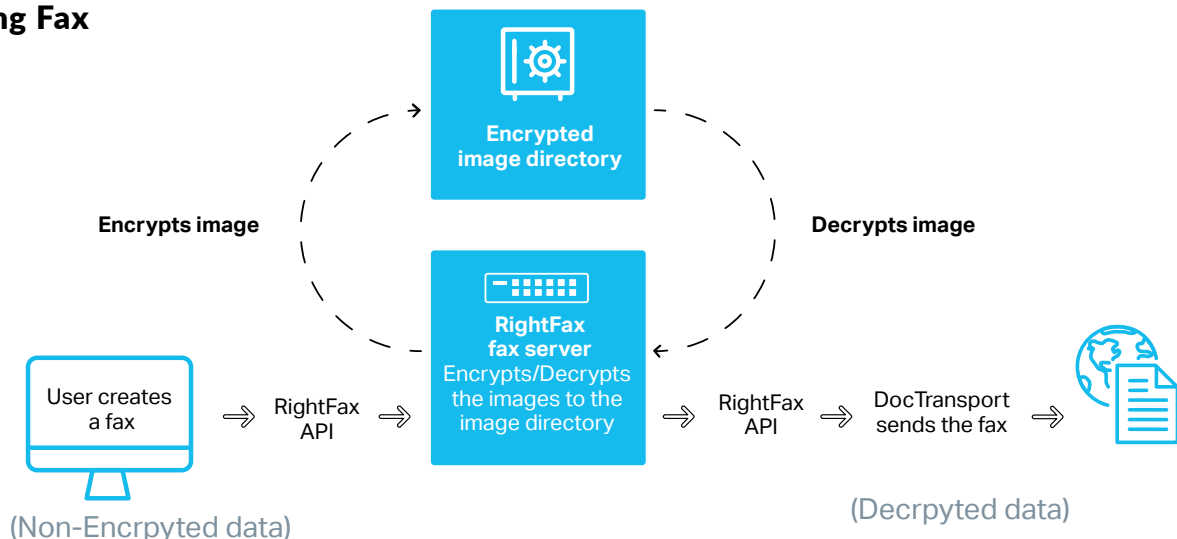 ng Fax
Encrypted
image directory
Encrypts image
Decrypts image
RightFax
fax server
Encrypts/Decrypts
the images to the
image directory
User creates
a fax
RightFax
API
RightFax
API
DocTransport
sends the fax
(Non-Encrpyted data)
(Decrpyted data)